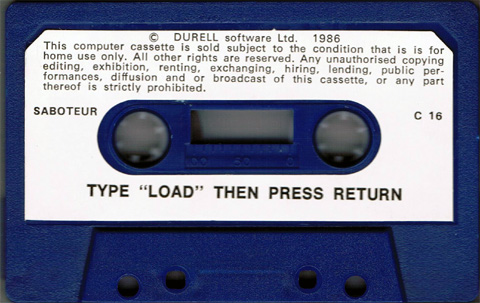 © DURELL software Ltd. 1986
This computer cassette is sold subject to the condition that is is for
home use only. All other rights are reserved. Any unauthorised copying
editing, exhibition, renting, exchanging, hiring, lending, public per-
formances, diffusion and or broadcast of this cassette, or any part
thereof is strictly prohibited.
SABOTEUR
C 16
TYPE “LOAD” THEN PRESS RETURN